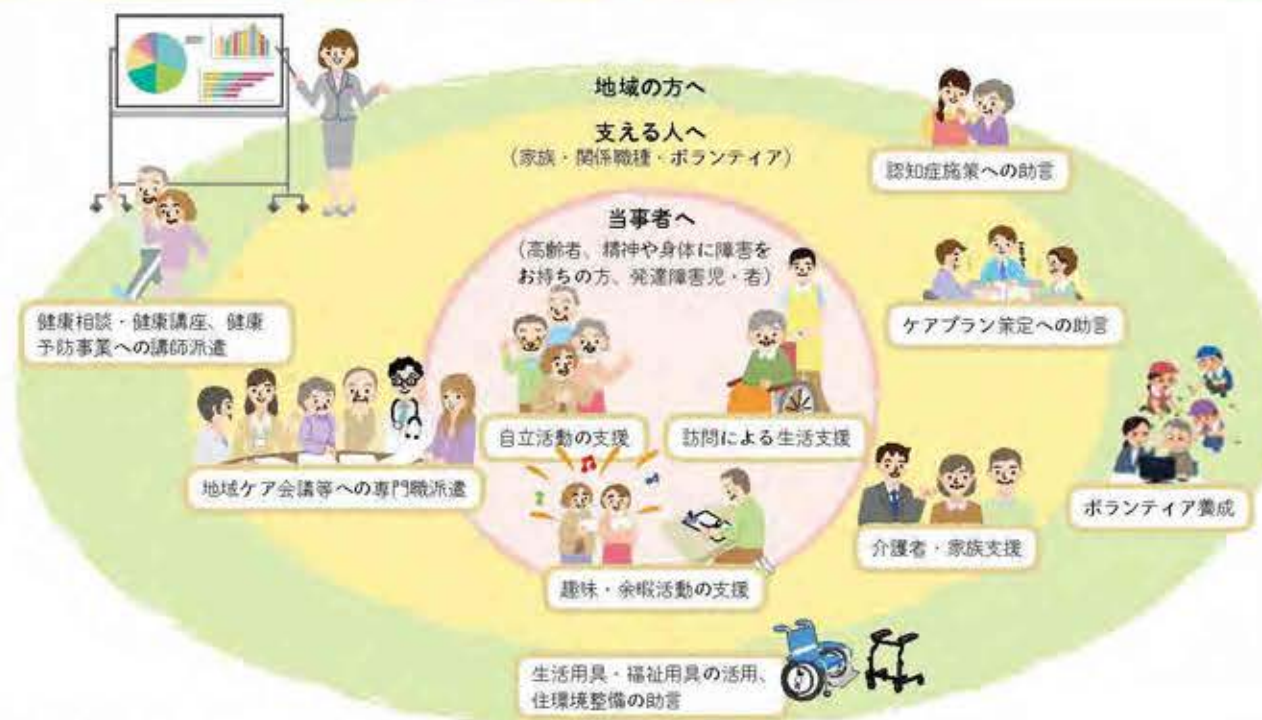 地域の方へ
支える人へ
（家族・関係職種・ボランティア）
認知症施策への助言
当事者へ
（高齢者、精神や身体に障害を
お持ちの方、発達障害児・者）
健康相談・健康講座、健康
予防事業への講師派遣
ケアプラン策定への助言
自立活動の支援
訪問による生活支援
地域ケア会議等への専門職派遣
ボランティア養成
介護者・家族支援
趣味・余暇活動の支援
生活用具・福祉用具の活用、
住環境整備の助言